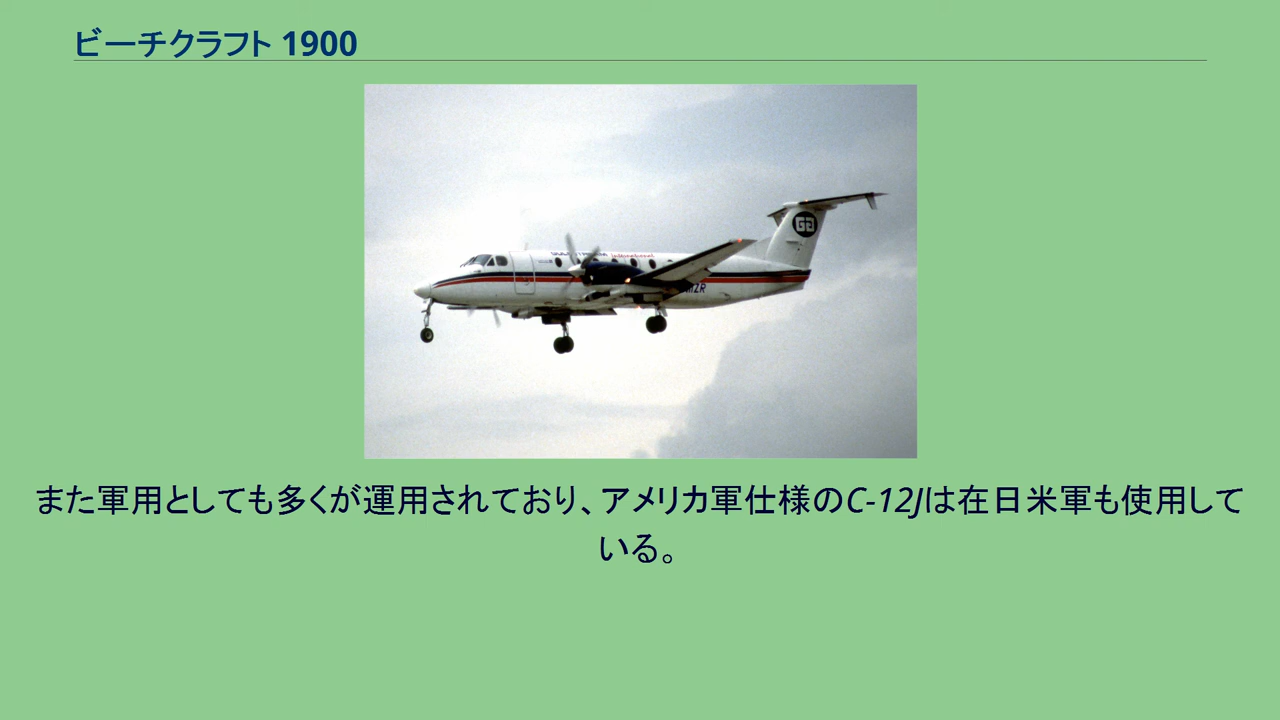 ビーチクラフト 1900
また軍用としても多くが運用されており、アメリカ軍仕様のC-12Jは在日米軍も使用して
いる。